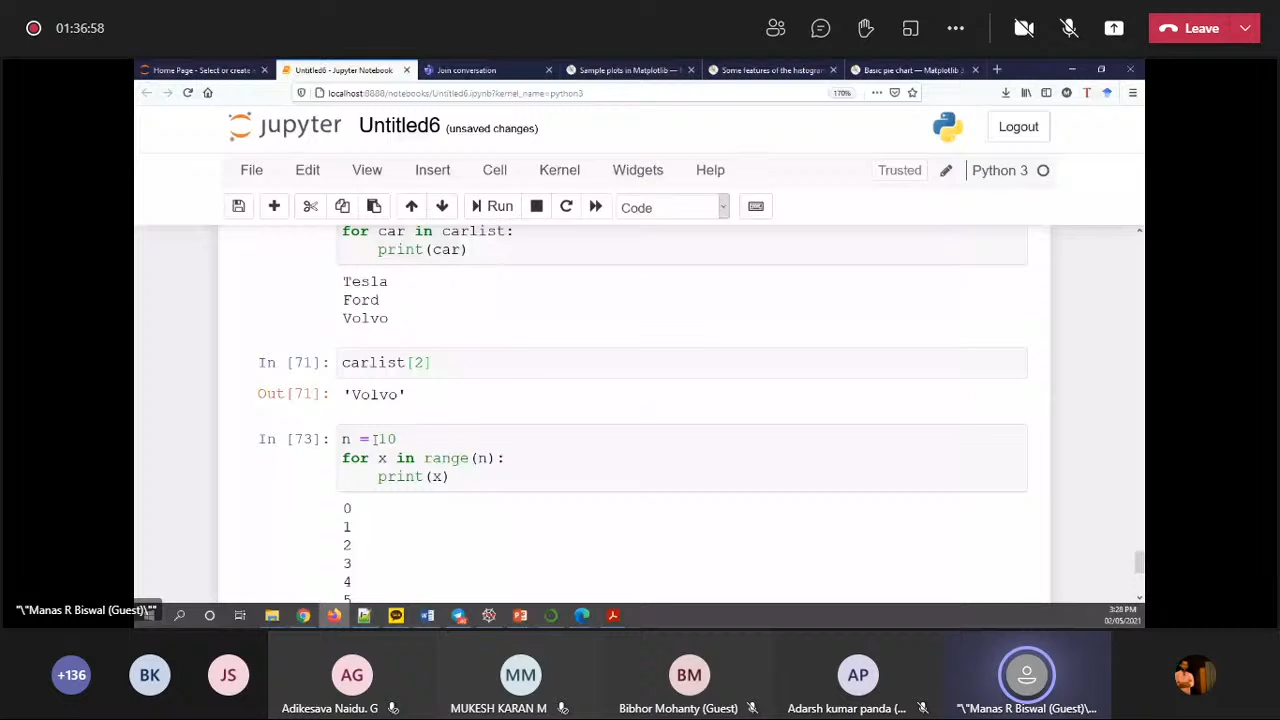 01:36:58
Leave
Home Page - Select or create
Untitled6 - Jupyter Notebook
Join conversation
Sample plots in Matplotlib —
Some features of the histogram
Basic pie chart — Matplotlib 3.
localhost:8888/notebooks/Untitled6.ipynb?kernel_name=python3
170%
jupyter Untitled6 (unsaved changes)
Logout
File Edit View Insert Cell Kernel Widgets Help
Trusted
Python 3
Run
Code
for car in carlist:
print(car)
Tesla
Ford
Volvo
In [71]: carlist[2]
Out[71]: 'Volvo'
In [73]: n = 10
for x in range(n):
print(x)
0
1
2
3
4
5
"\"Manas R Biswal (Guest)\""
3:28 PM
02/05/2021
+136
BK
JS
AG
MM
BM
AP
Adikesava Naidu. G
MUKESH KARAN M
Bibhor Mohanty (Guest)
Adarsh kumar panda (...
"\"Manas R Biswal (Guest)\...